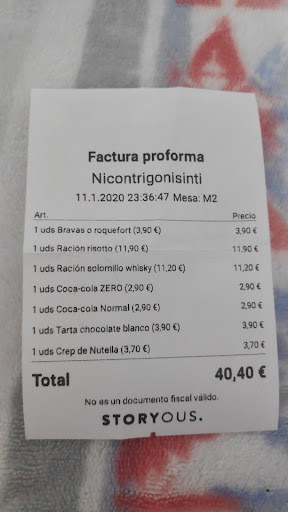 Factura proforma
Nicontrigonisinti
11.1.2020 23:36:47 Mesa: M2
Art. Precio
1 uds Bravas o roquefort (3,90 €) 3,90 €
1 uds Ración risotto (11,90 €) 11,90 €
1 uds Ración solomillo whisky (11,20 €) 11,20 €
1 uds Coca-cola ZERO (2,90 €) 2,90 €
1 uds Coca-cola Normal (2,90 €) 2,90 €
1 uds Tarta chocolate blanco (3,90 €) 3,90 €
1 uds Crep de Nutella (3,70 €) 3,70 €
Total 40,40 €
No es un documento fiscal válido.
STORYOUS.